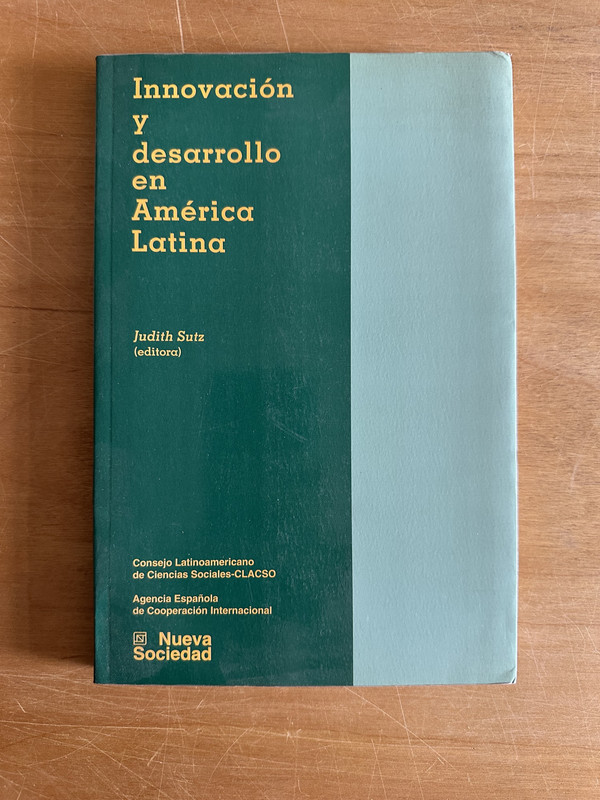 Innovación
y
desarrollo
en
América
Latina
Judith Sutz
(editora)
Consejo Latinoamericano
de Ciencias Sociales-CLACSO
Agencia Española
de Cooperación Internacional
Nueva
Sociedad